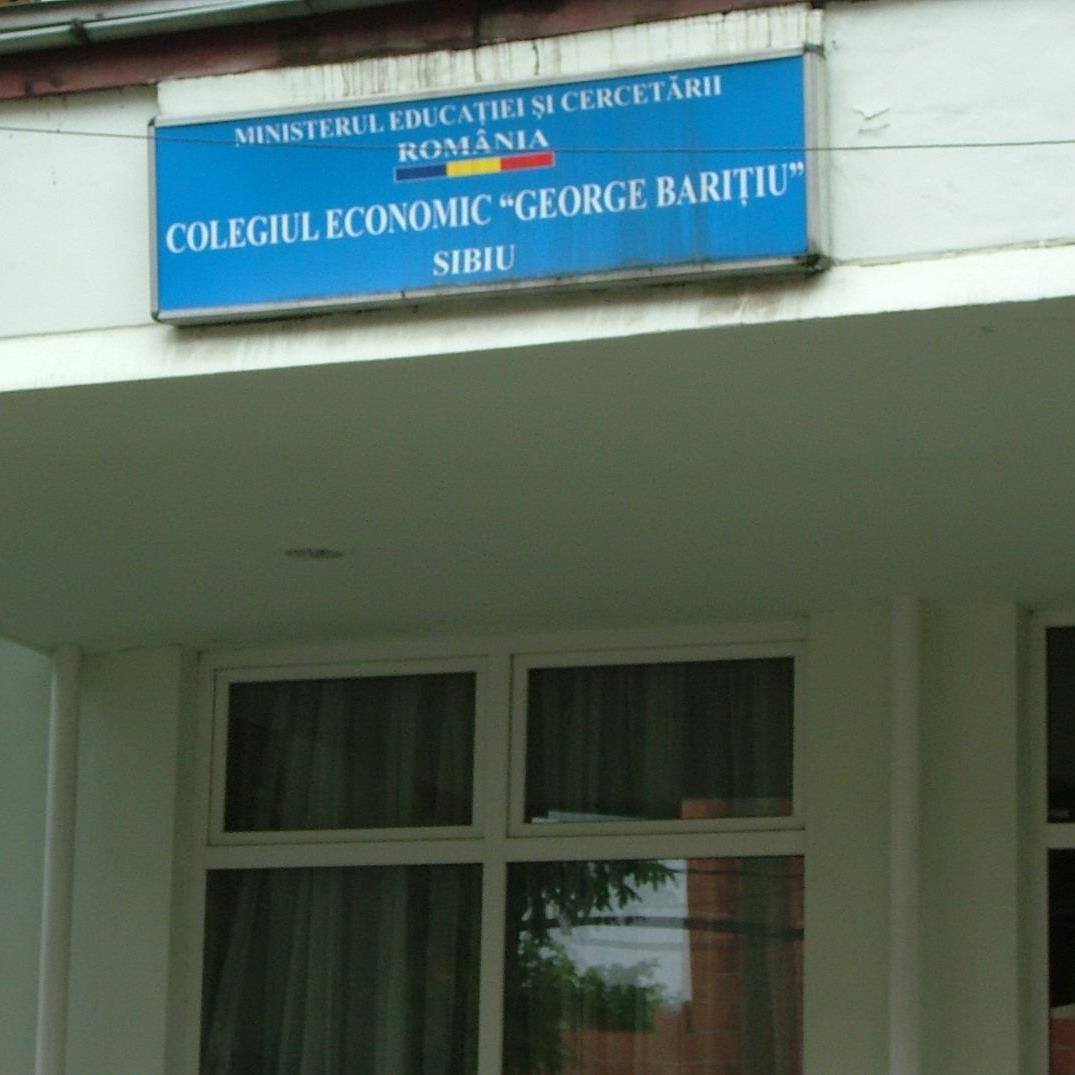 MINISTERUL EDUCAȚIEI ȘI CERCETĂRII
ROMÂNIA
COLEGIUL ECONOMIC “GEORGE BARIȚIU”
SIBIU